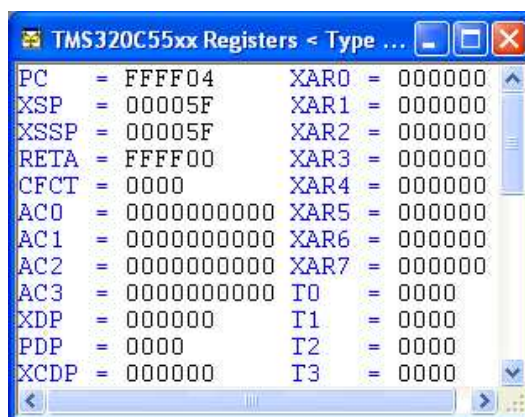 TMS320C55xx Registers < Type ...
PC = FFFF04 XAR0 = 000000
XSP = 00005F XAR1 = 000000
XSSP = 00005F XAR2 = 000000
RETA = FFFF00 XAR3 = 000000
CFCT = 0000 XAR4 = 000000
AC0 = 0000000000 XAR5 = 000000
AC1 = 0000000000 XAR6 = 000000
AC2 = 0000000000 XAR7 = 000000
AC3 = 0000000000 T0 = 0000
XDP = 000000 T1 = 0000
PDP = 0000 T2 = 0000
XCDP = 000000 T3 = 0000